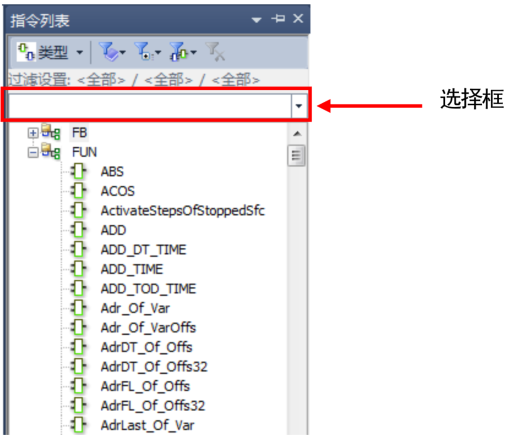 指令列表
类型
过滤设置: <全部> / <全部> / <全部>
选择框
FB
FUN
ABS
ACOS
ActivateStepsOfStoppedSfc
ADD
ADD_DT_TIME
ADD_TIME
ADD_TOD_TIME
Adr_Of_Var
Adr_Of_VarOffs
AdrDT_Of_Offs
AdrDT_Of_Offs32
AdrFL_Of_Offs
AdrFL_Of_Offs32
AdrLast_Of_Var